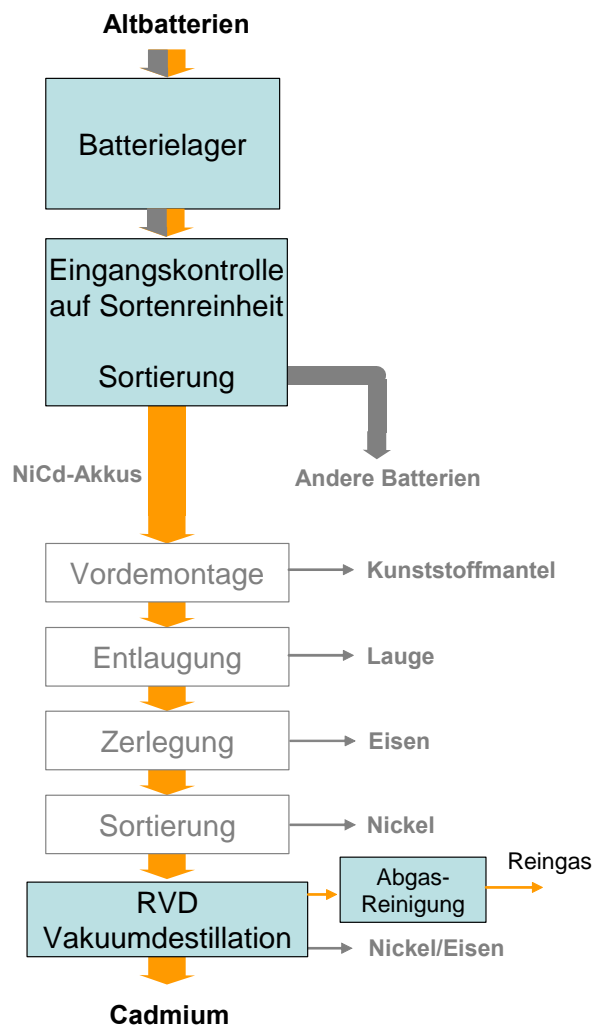 Altbatterien
Batterielager
Eingangskontrolle
auf Sortenreinheit
Sortierung
NiCd-Akkus
Andere Batterien
Vordemontage
Kunststoffmantel
Entlaugung
Lauge
Zerlegung
Eisen
Sortierung
Nickel
RVD
Vakuumdestillation
Abgas-
Reinigung
Reingas
Nickel/Eisen
Cadmium